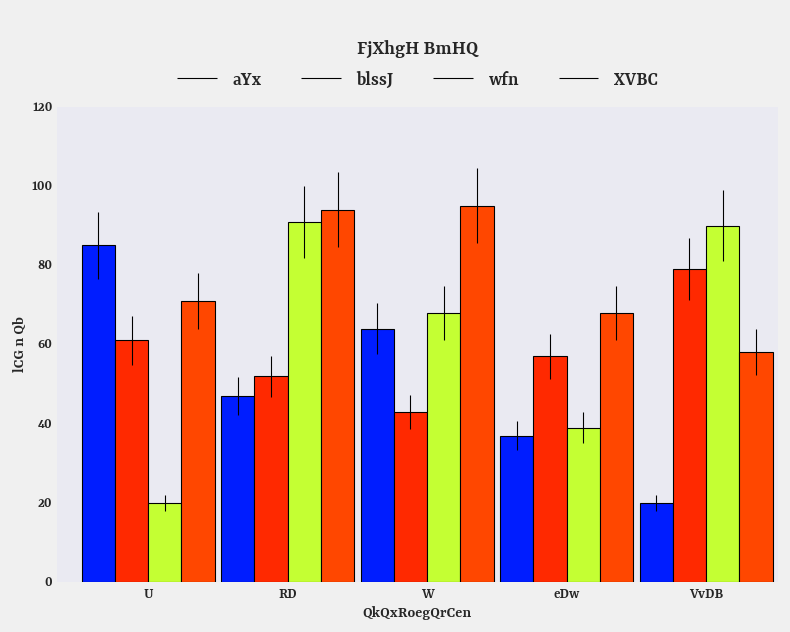 FjXhgH BmHQ
aYx blssJ wfn XVBC
120
100
80
60
40
20
0
lCG n Qb
U RD W eDw VvDB
QkQxRoegQrCen